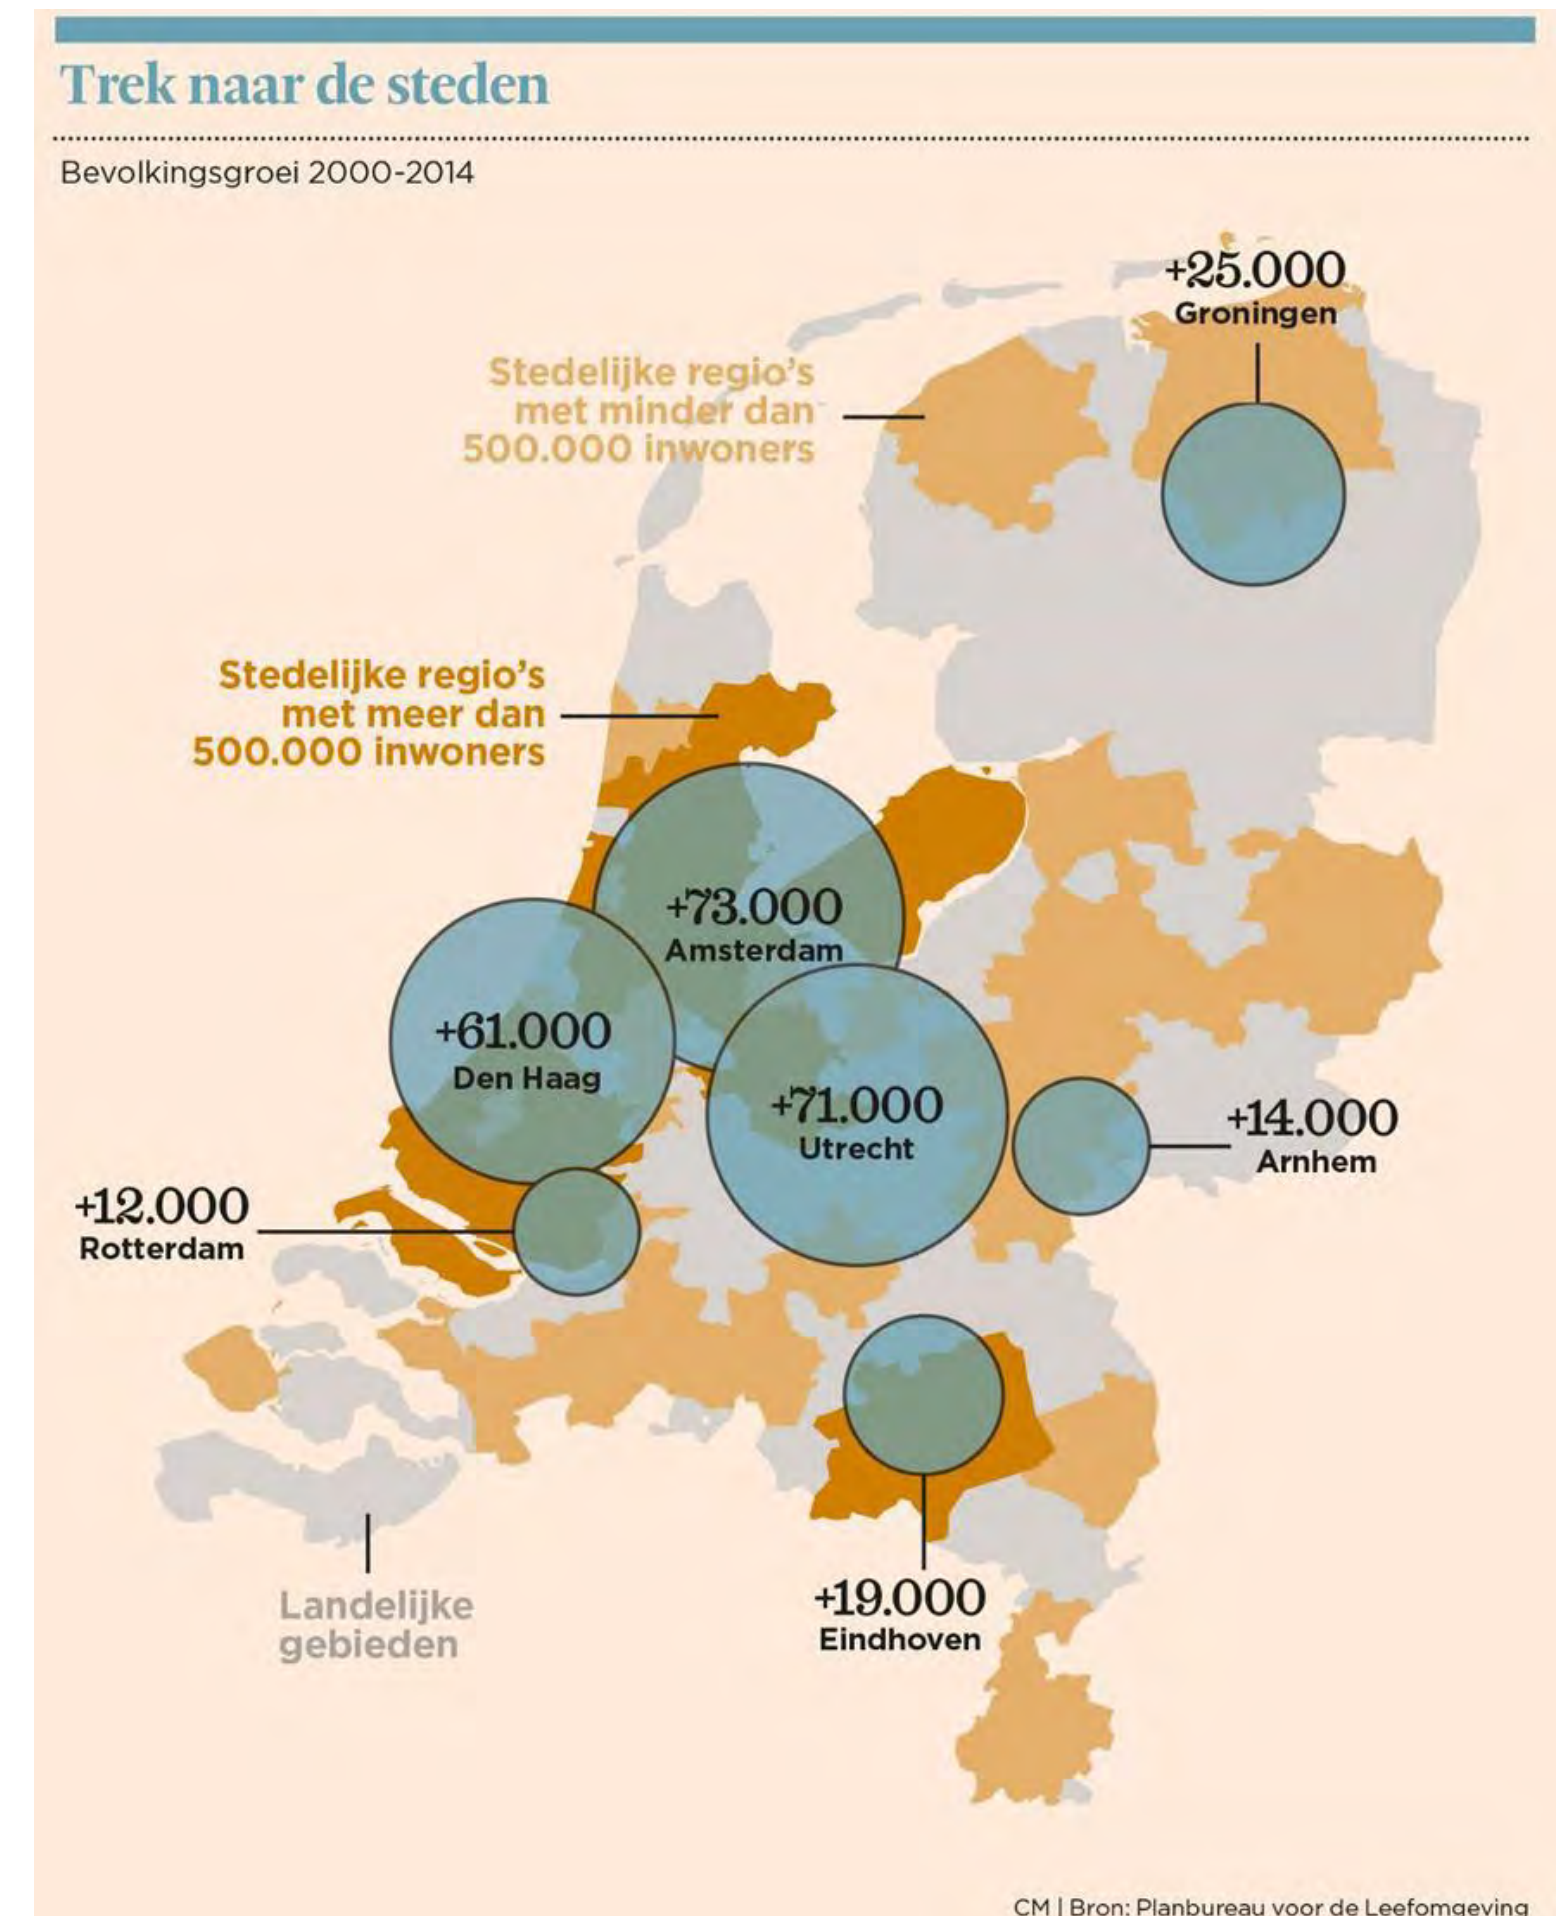 Trek naar de steden
Bevolkingsgroei 2000-2014
+25.000
Groningen
Stedelijke regio's
met minder dan
500.000 inwoners
Stedelijke regio's
met meer dan
500.000 inwoners
+73.000
Amsterdam
+61.000
Den Haag
+71.000
Utrecht
+14.000
Arnhem
+12.000
Rotterdam
+19.000
Eindhoven
Landelijke
gebieden
CM | Bron: Planbureau voor de Leefomgeving